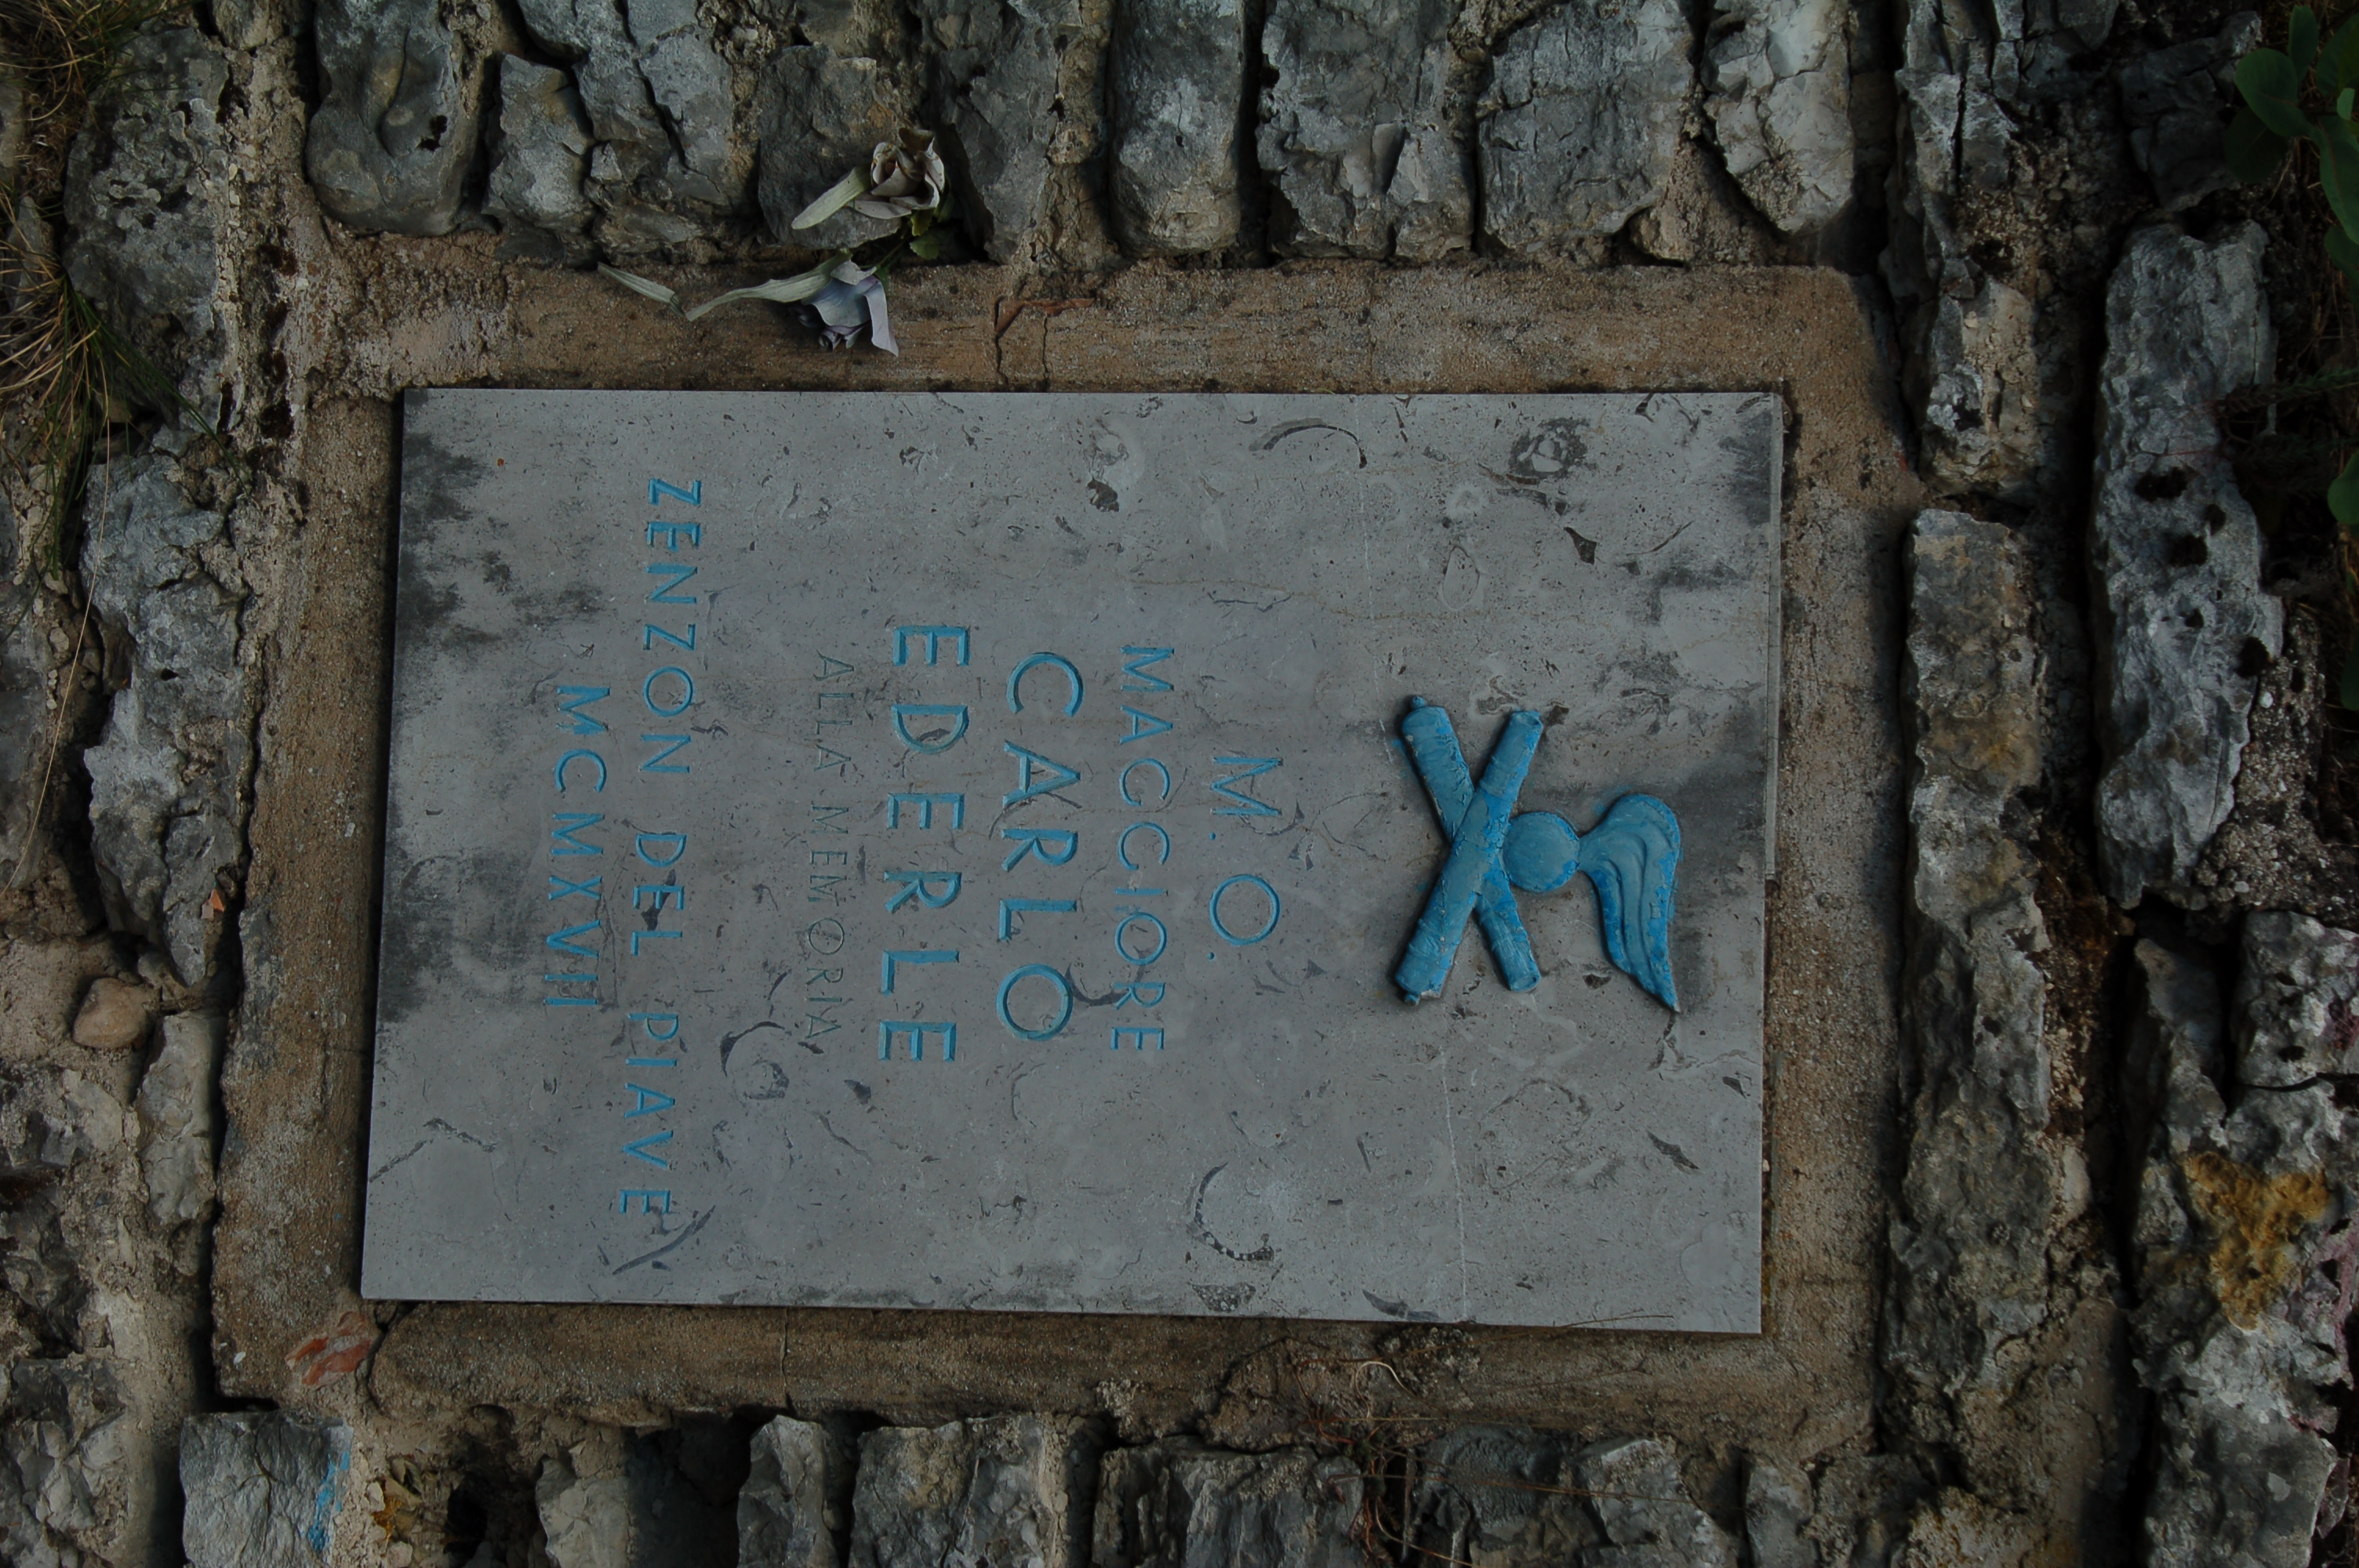 M. O.
MAGGIORE
CARLO
EDERLE
ALLA MEMORIA
ZENZON DEL PIAVE
MCMXVII